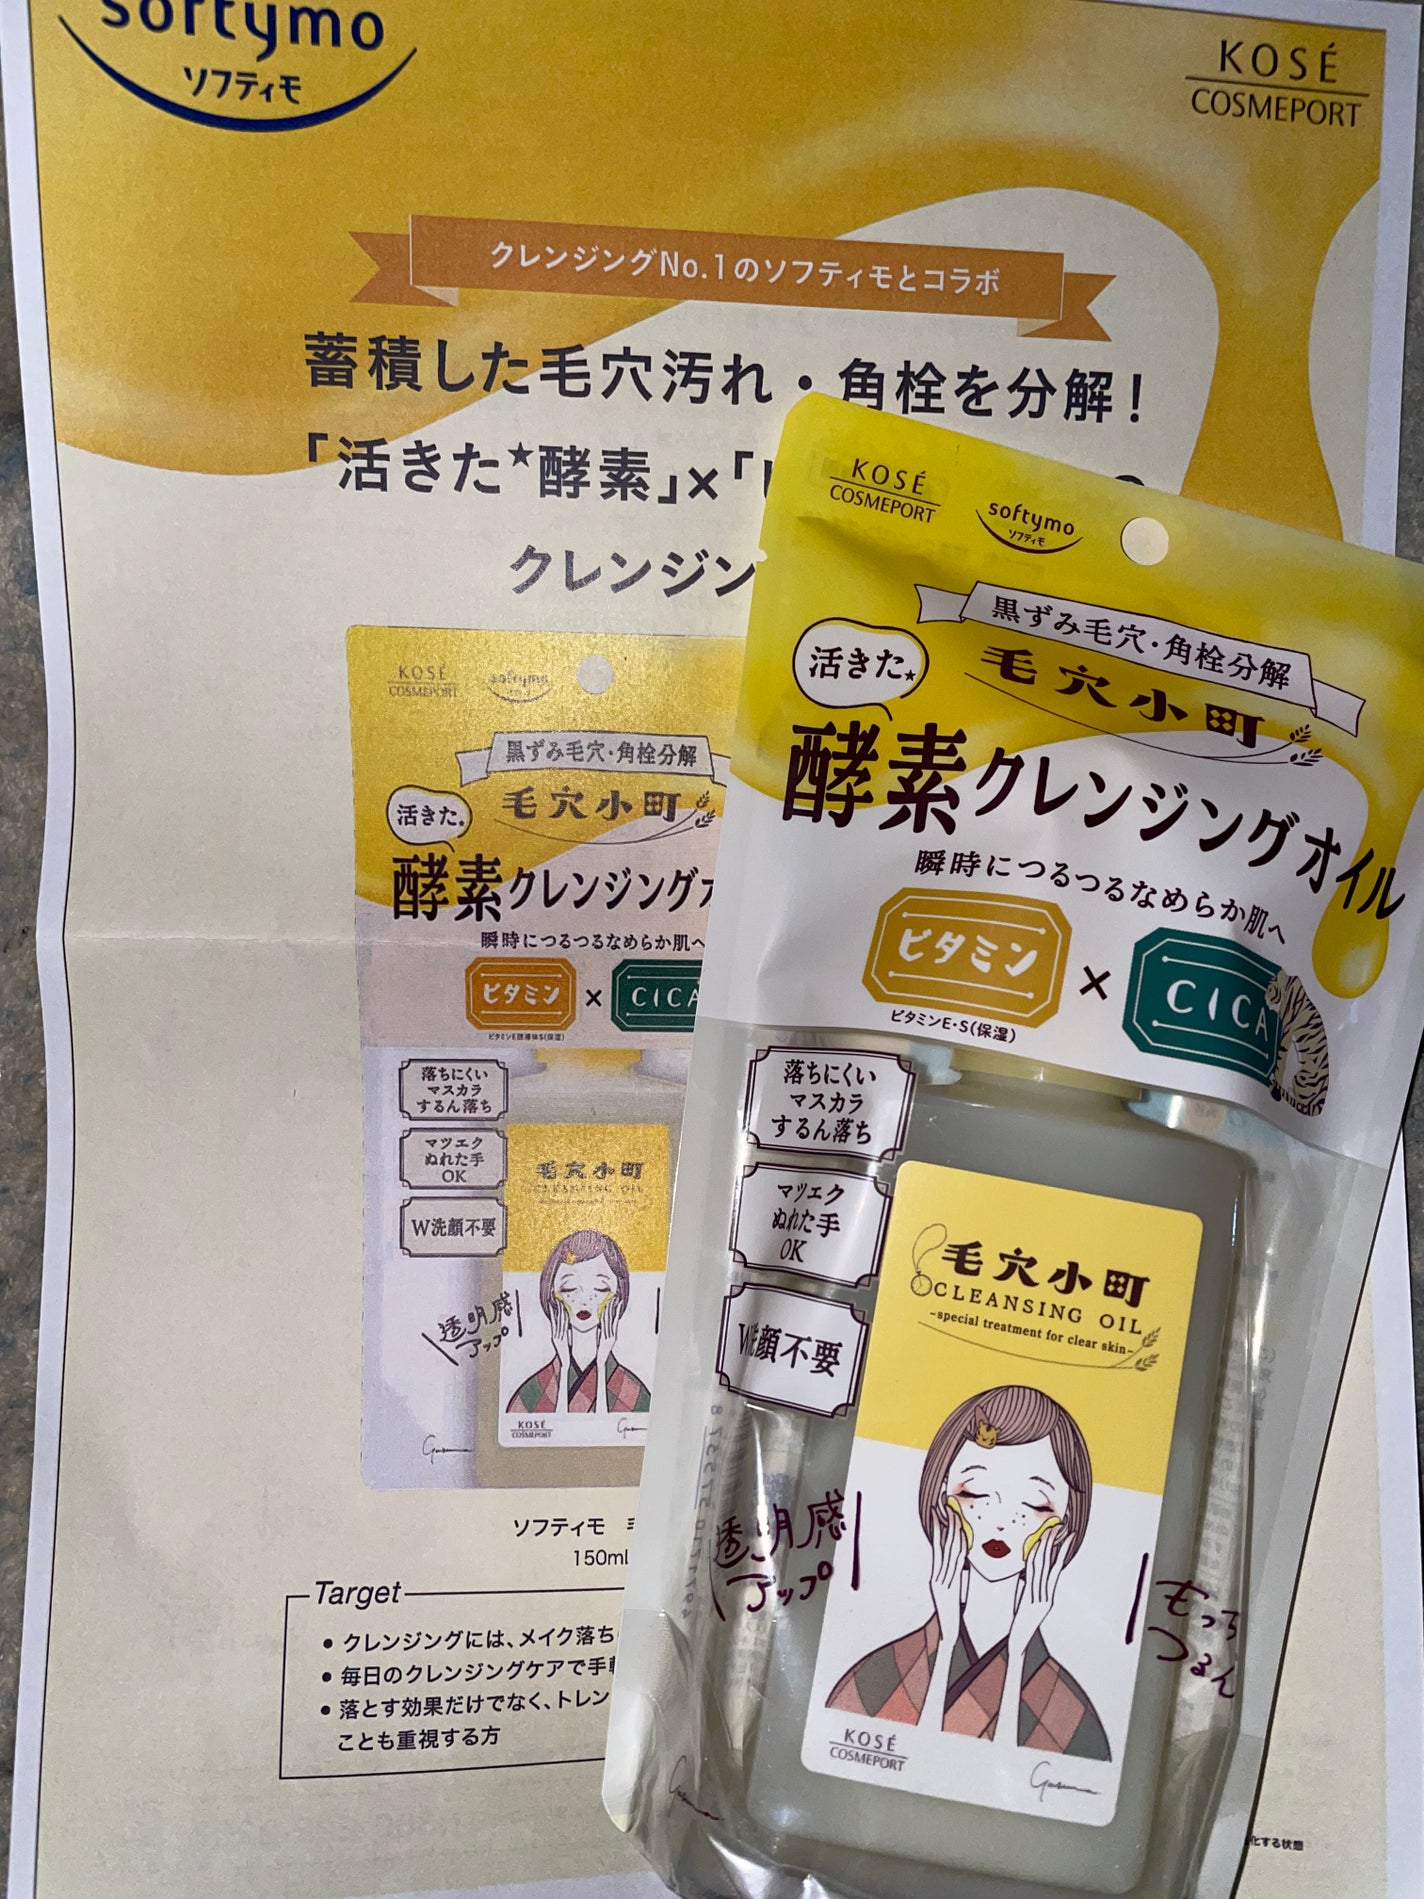 softymo
ソフティモ
KOSÉ
COSMEPORT
クレンジングNo.1のソフティモとコラボ
蓄積した毛穴汚れ・角栓を分解!
「活きた★酵素」×「
クレンジン
KOSÉ
COSMEPORT
softymo
ソフティモ
黒ずみ毛穴・角栓分解
毛穴小町
活きた★
酵素クレンジングオイル
瞬時につるつるなめらか肌へ
ビタミン
×
CICA
ビタミンE・S(保湿)
落ちにくい
マスカラ
するん落ち
マツエク
ぬれた手
OK
W洗顔不要
毛穴小町
CLEANSING OIL
-special treatment for clear skin-
透明感
アップ
もっち
つるん
KOSÉ
COSMEPORT
KOSÉ
COSMEPORT
softymo
黒ずみ毛穴・角栓分解
毛穴小町
活きた★
酵素クレンジング
瞬時につるつるなめらか肌へ
ビタミン
×
CICA
落ちにくい
マスカラ
するん落ち
マツエク
ぬれた手
OK
W洗顔不要
毛穴小町
CLEANSING OIL
透明感
アップ
KOSÉ
COSMEPORT
ソフティモ
150mL
Target
• クレンジングには、メイク落ち
• 毎日のクレンジングケアで手
• 落とす効果だけでなく、トレン
ことも重視する方
化する状態